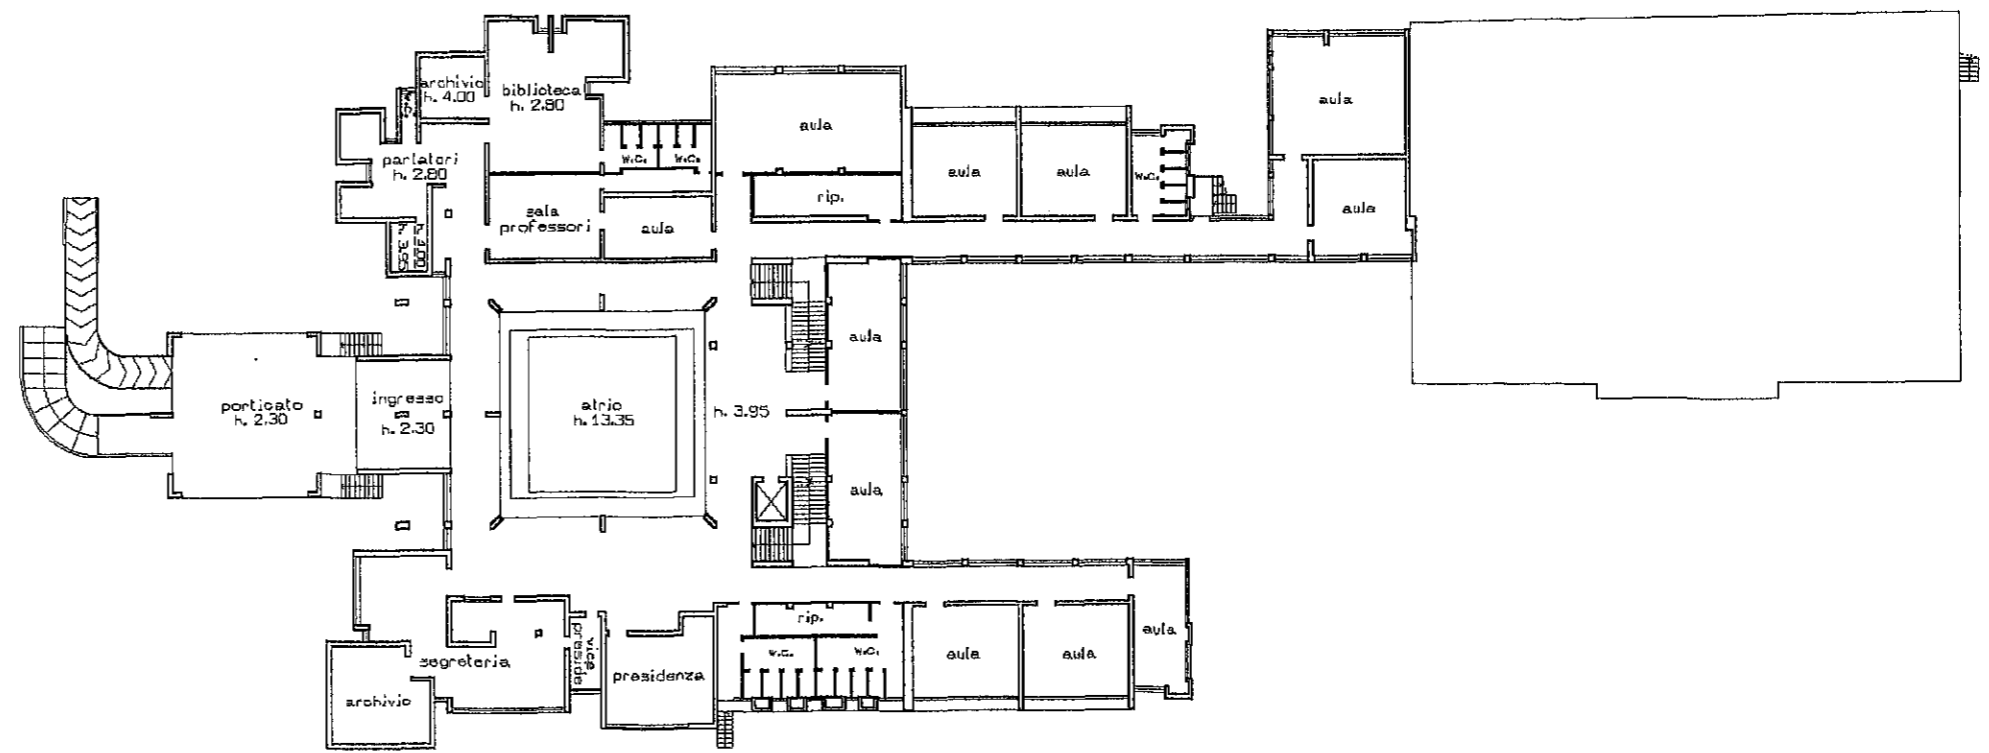 archivio
h. 4.00
biblioteca
h. 2.80
aula
aula
W.C.
parlatori
h. 2.80
W.C.
W.C.
aula
aula
W.C.
rip.
aula
sala
professori
aula
aula
porticato
h. 2.30
ingresso
h. 2.30
atrio
h. 13.35
h. 3.95
aula
rip.
vice
preside
segreteria
presidenza
W.C.
W.C.
aula
aula
aula
archivio